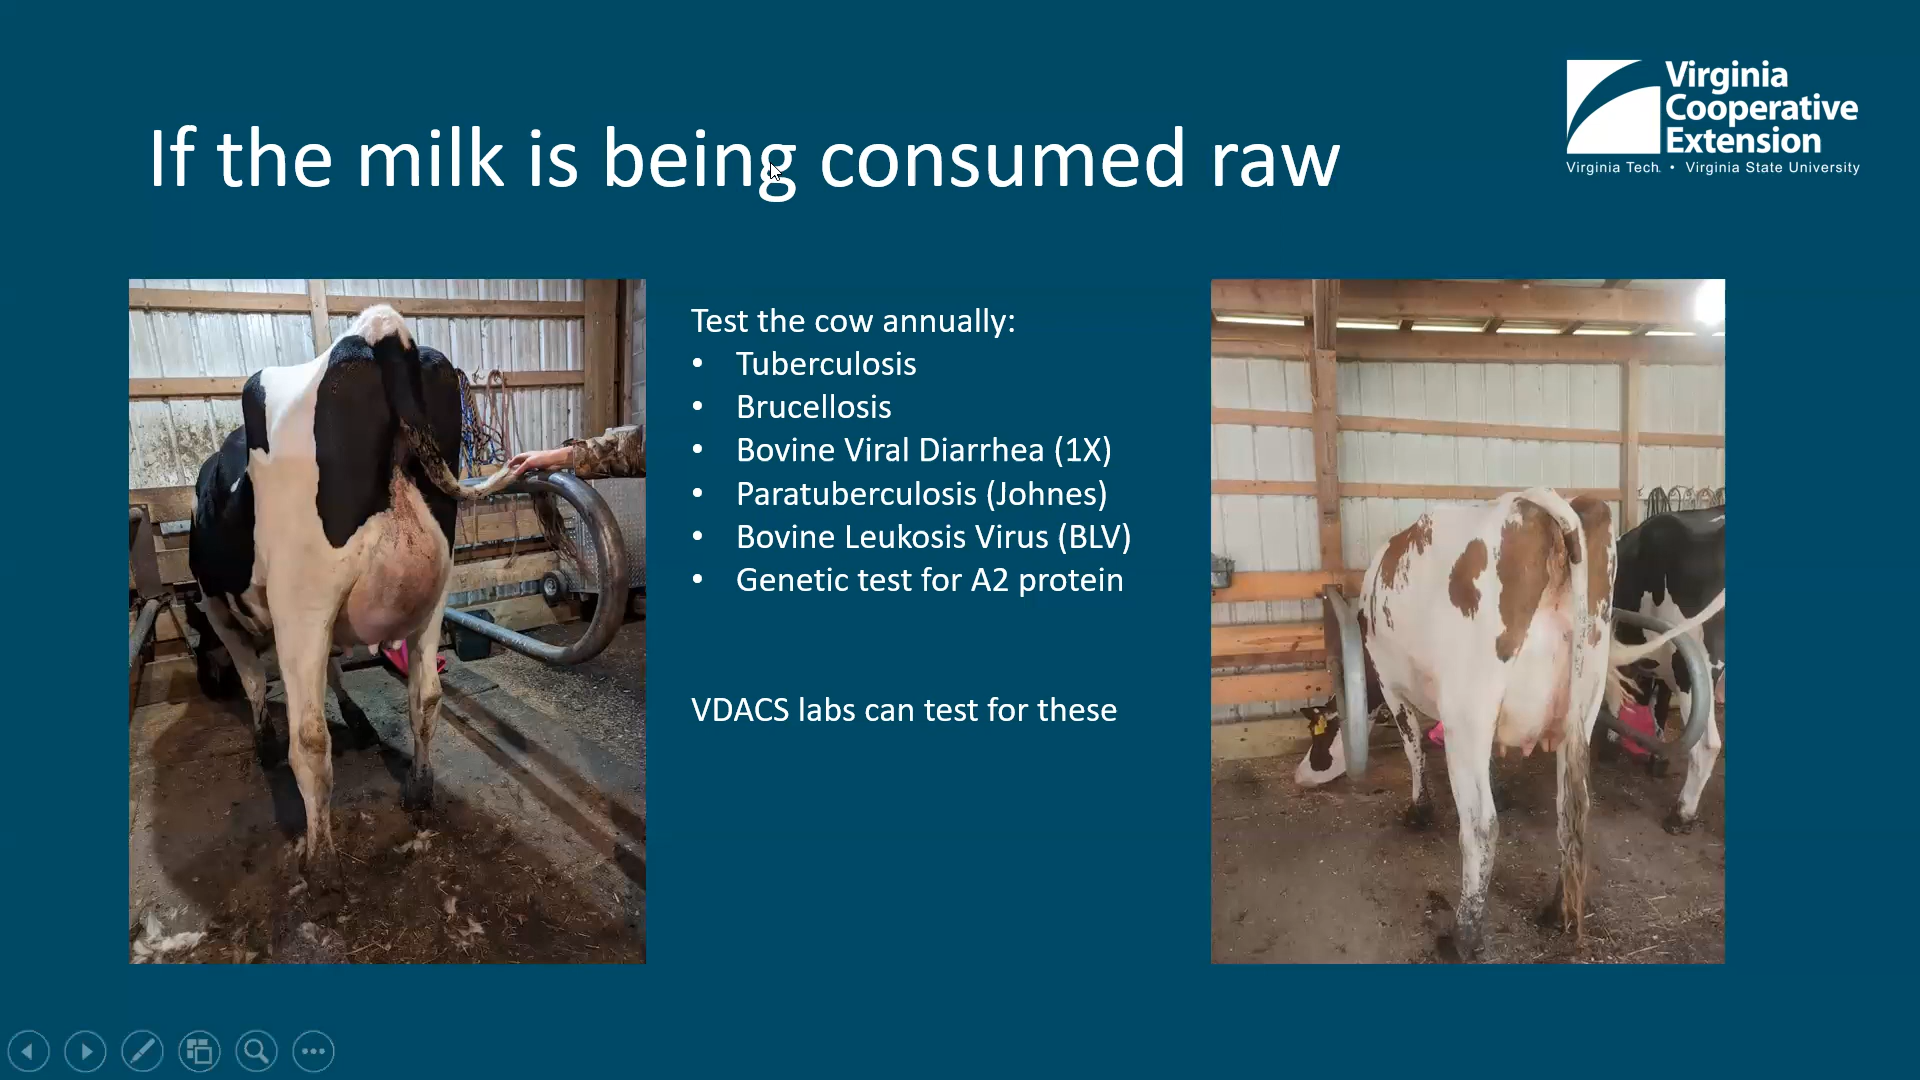 If the milk is being consumed raw
Virginia
Cooperative
Extension
Virginia Tech. • Virginia State University
Test the cow annually:
• Tuberculosis
• Brucellosis
• Bovine Viral Diarrhea (1X)
• Paratuberculosis (Johnes)
• Bovine Leukosis Virus (BLV)
• Genetic test for A2 protein
VDACS labs can test for these